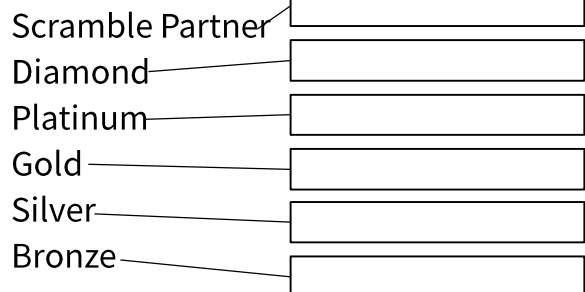 Scramble Partner
Diamond
Platinum
Gold
Silver
Bronze